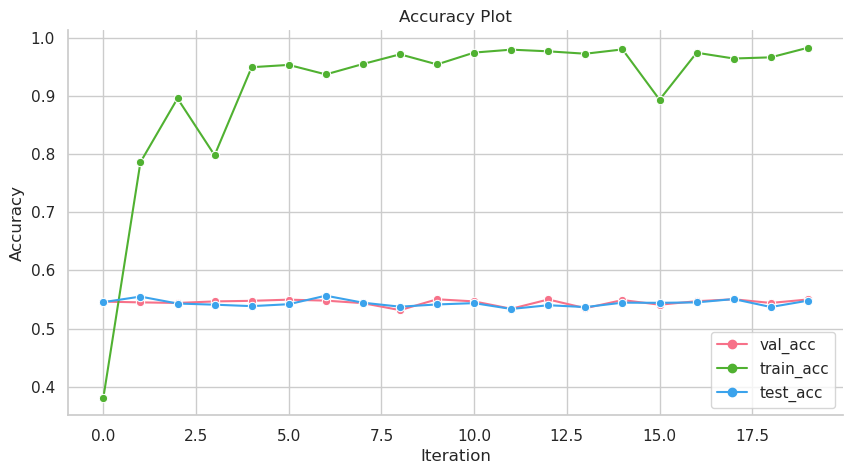 Accuracy Plot
1.0
0.9
0.8
0.7
0.6
0.5
0.4
Accuracy
0.0 2.5 5.0 7.5 10.0 12.5 15.0 17.5
Iteration
val_acc
train_acc
test_acc